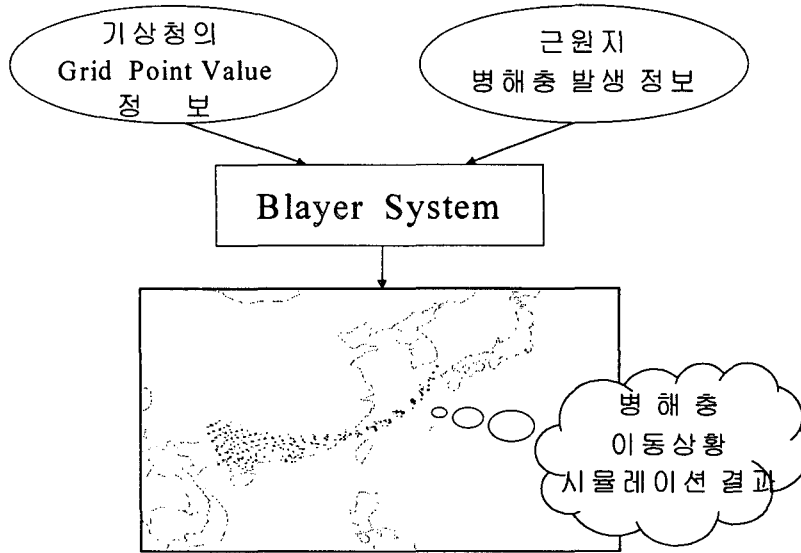 기상청의
Grid Point Value
정 보
근원지
병해충 발생 정보
Blayer System
병 해 충
이동상황
시뮬레이션 결과